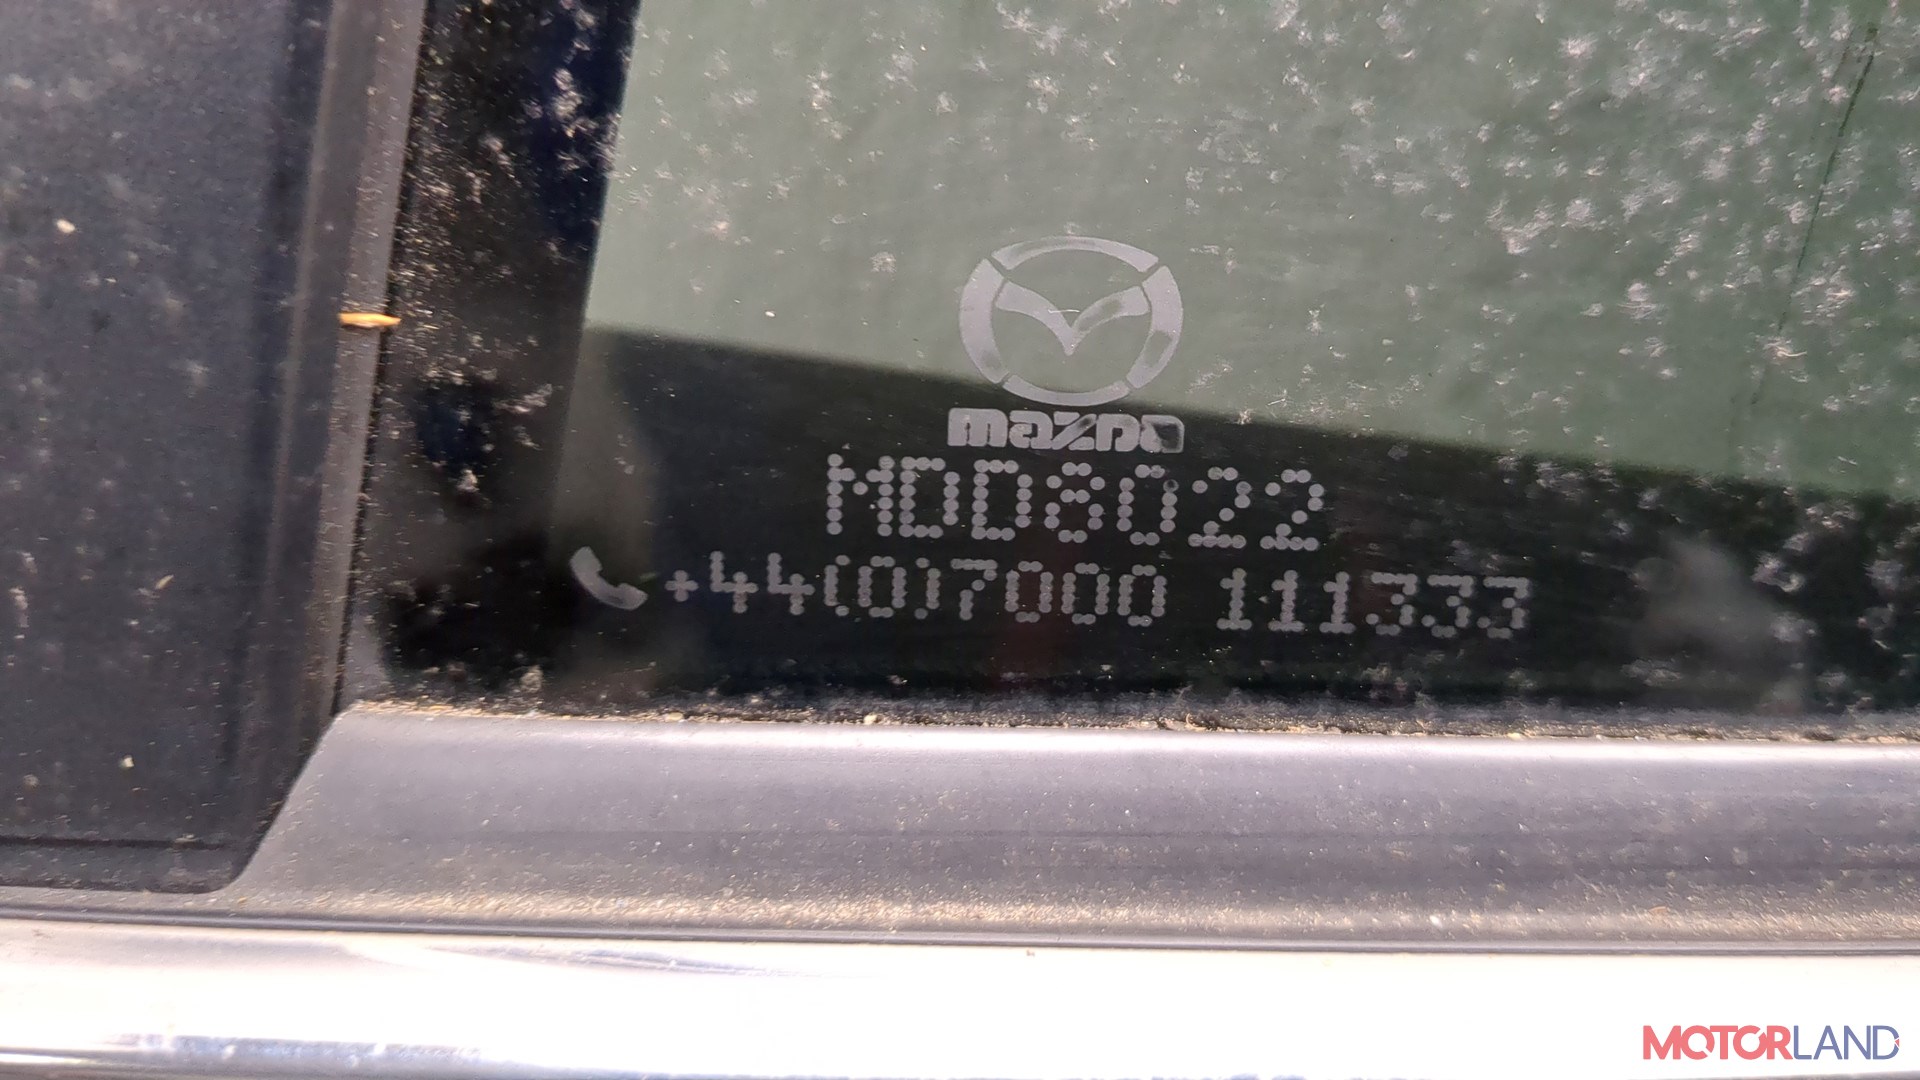 mazda
MDD8022
+44(0)7000 111333
MOTORLAND